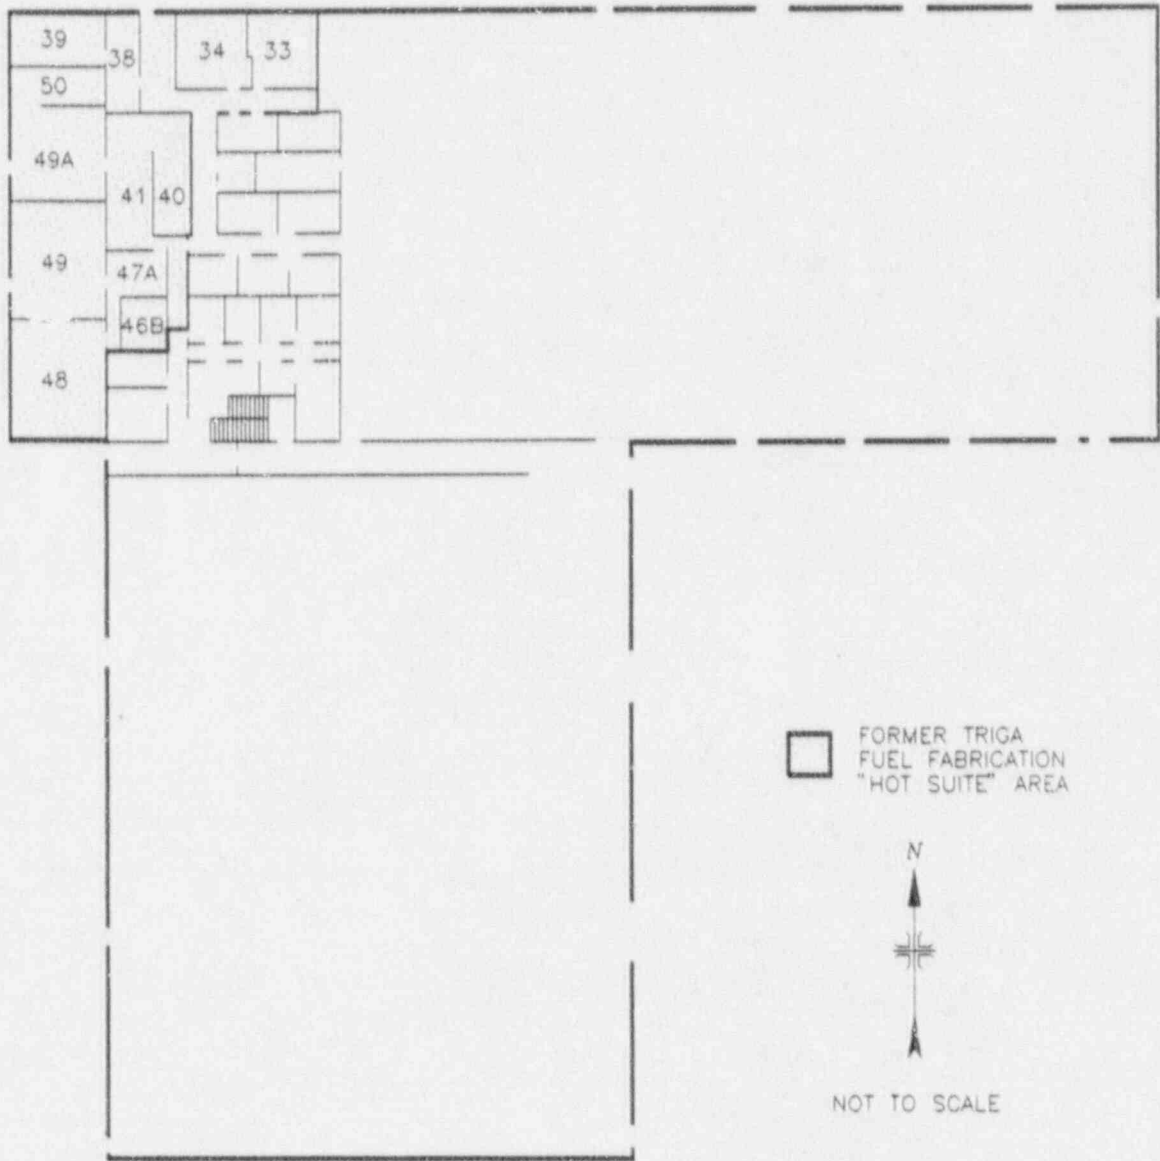 39
38
34
33
50
49A
41
40
49
47A
46B
48
FORMER TRIGA
FUEL FABRICATION
"HOT SUITE" AREA
N
NOT TO SCALE